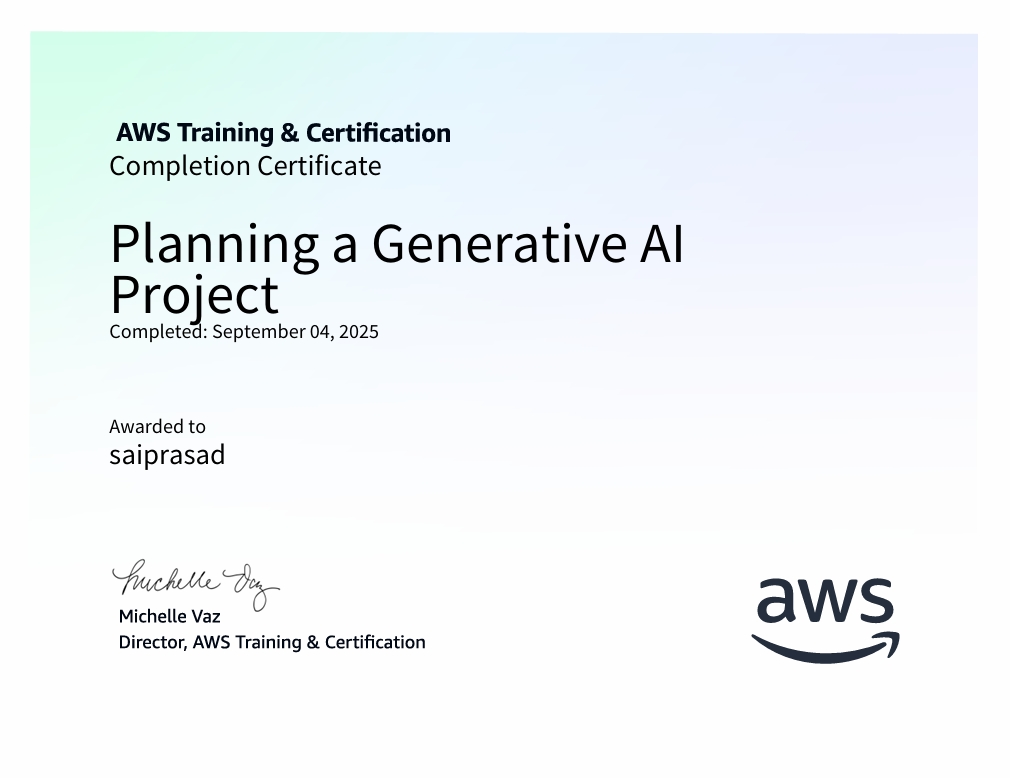 AWS Training & Certification
Completion Certificate
Planning a Generative AI
Project
Completed: September 04, 2025
Awarded to
saiprasad
Michelle Vaz
Michelle Vaz
Director, AWS Training & Certification
aws